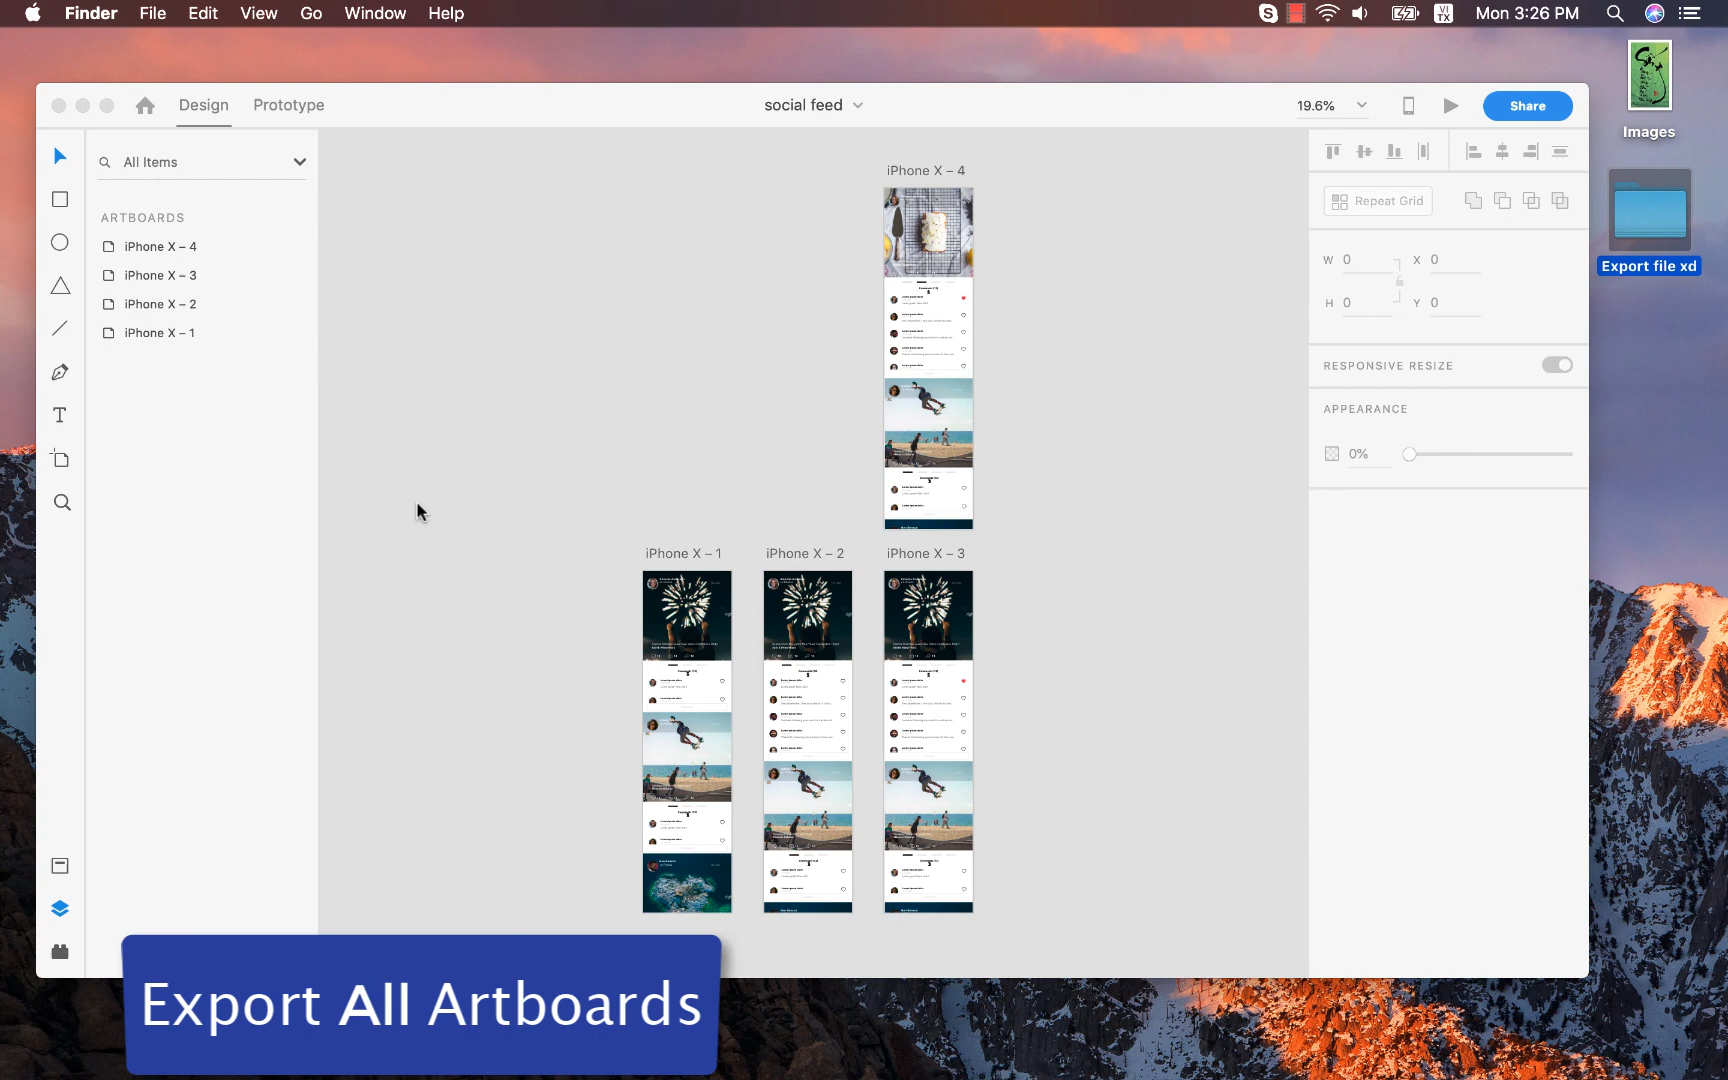 Finder File Edit View Go Window Help
VI
TX
Mon 3:26 PM
Images
Export file xd
Design Prototype
social feed
19.6%
Share
All Items
ARTBOARDS
iPhone X – 4
iPhone X – 3
iPhone X – 2
iPhone X – 1
iPhone X – 4
iPhone X – 1
iPhone X – 2
iPhone X – 3
Repeat Grid
W 0 X 0
H 0 Y 0
RESPONSIVE RESIZE
APPEARANCE
0%
Export All Artboards